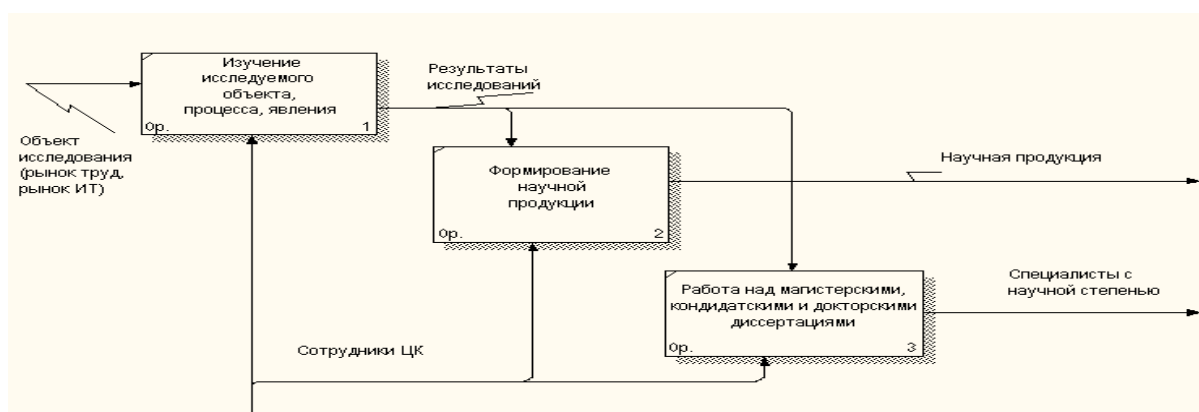 Изучение
исследуемого
объекта,
процесса, явления
0р. 1
Результаты
исследований
Объект
исследования
(рынок труд,
рынок ИТ)
Формирование
научной
продукции
0р. 2
Научная продукция
Работа над магистерскими,
кондидатскими и докторскими
диссертациями
0р. 3
Специалисты с
научной степенью
Сотрудники ЦК